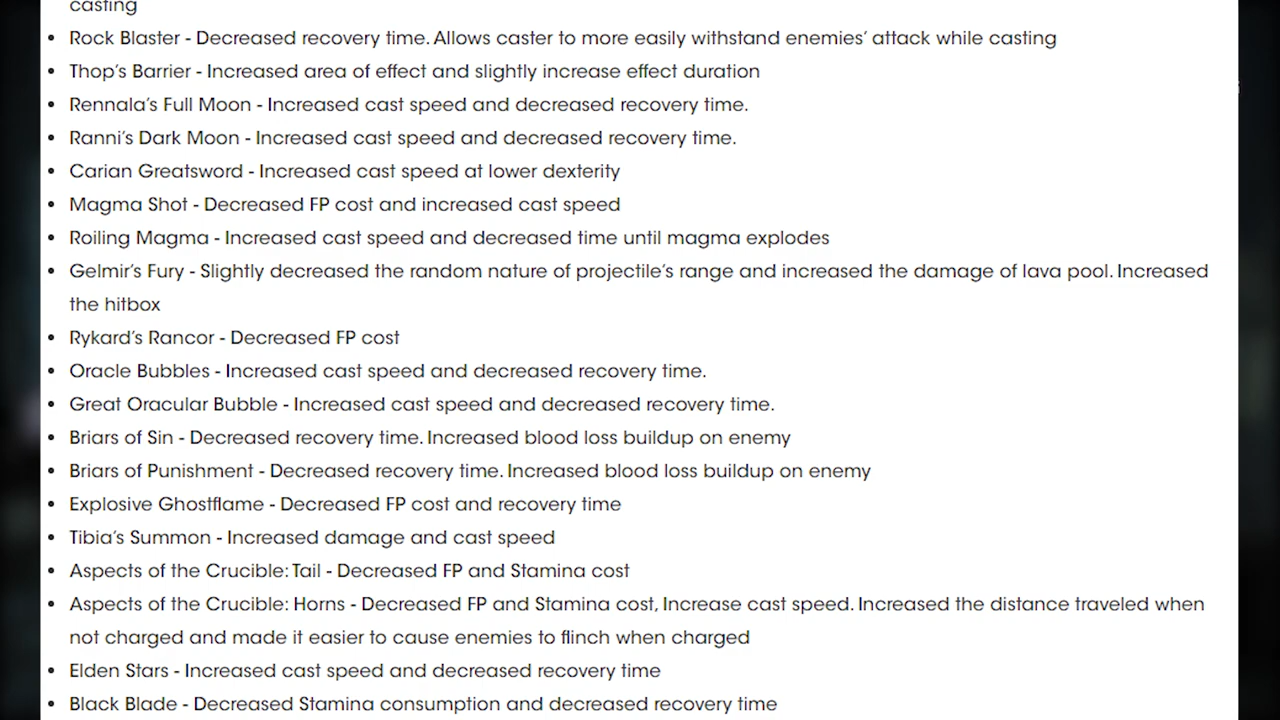 casting
• Rock Blaster - Decreased recovery time. Allows caster to more easily withstand enemies’ attack while casting
• Thop’s Barrier - Increased area of effect and slightly increase effect duration
• Rennala’s Full Moon - Increased cast speed and decreased recovery time.
• Ranni’s Dark Moon - Increased cast speed and decreased recovery time.
• Carian Greatsword - Increased cast speed at lower dexterity
• Magma Shot - Decreased FP cost and increased cast speed
• Roiling Magma - Increased cast speed and decreased time until magma explodes
• Gelmir’s Fury - Slightly decreased the random nature of projectile’s range and increased the damage of lava pool. Increased
the hitbox
• Rykard’s Rancor - Decreased FP cost
• Oracle Bubbles - Increased cast speed and decreased recovery time.
• Great Oracular Bubble - Increased cast speed and decreased recovery time.
• Briars of Sin - Decreased recovery time. Increased blood loss buildup on enemy
• Briars of Punishment - Decreased recovery time. Increased blood loss buildup on enemy
• Explosive Ghostflame - Decreased FP cost and recovery time
• Tibia’s Summon - Increased damage and cast speed
• Aspects of the Crucible: Tail - Decreased FP and Stamina cost
• Aspects of the Crucible: Horns - Decreased FP and Stamina cost, Increase cast speed. Increased the distance traveled when
not charged and made it easier to cause enemies to flinch when charged
• Elden Stars - Increased cast speed and decreased recovery time
• Black Blade - Decreased Stamina consumption and decreased recovery time